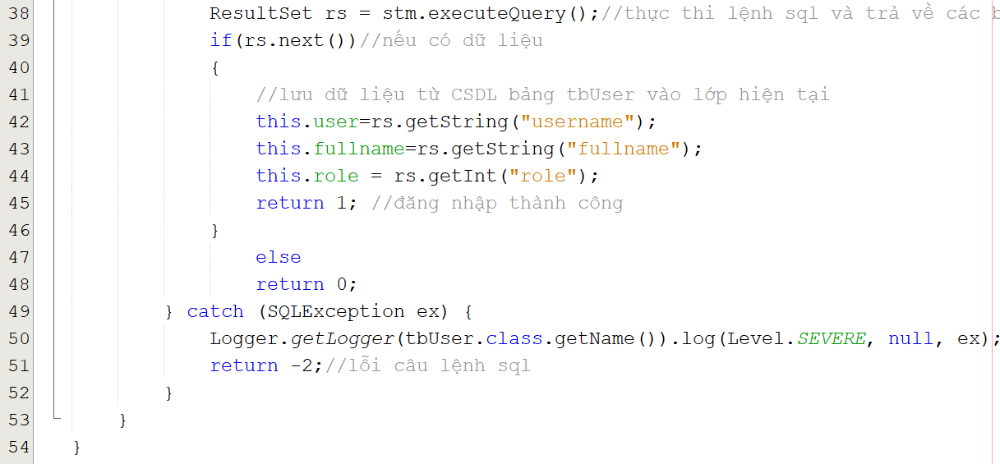 38 ResultSet rs = stm.executeQuery();//thực thi lệnh sql và trả về các
39 if(rs.next())//nếu có dữ liệu
40 {
41 //lưu dữ liệu từ CSDL bảng tbUser vào lớp hiện tại
42 this.user=rs.getString("username");
43 this.fullname=rs.getString("fullname");
44 this.role = rs.getInt("role");
45 return 1; //đăng nhập thành công
46 }
47 else
48 return 0;
49 } catch (SQLException ex) {
50 Logger.getLogger(tbUser.class.getName()).log(Level.SEVERE, null, ex);
51 return -2;//lỗi câu lệnh sql
52 }
53 }
54 }